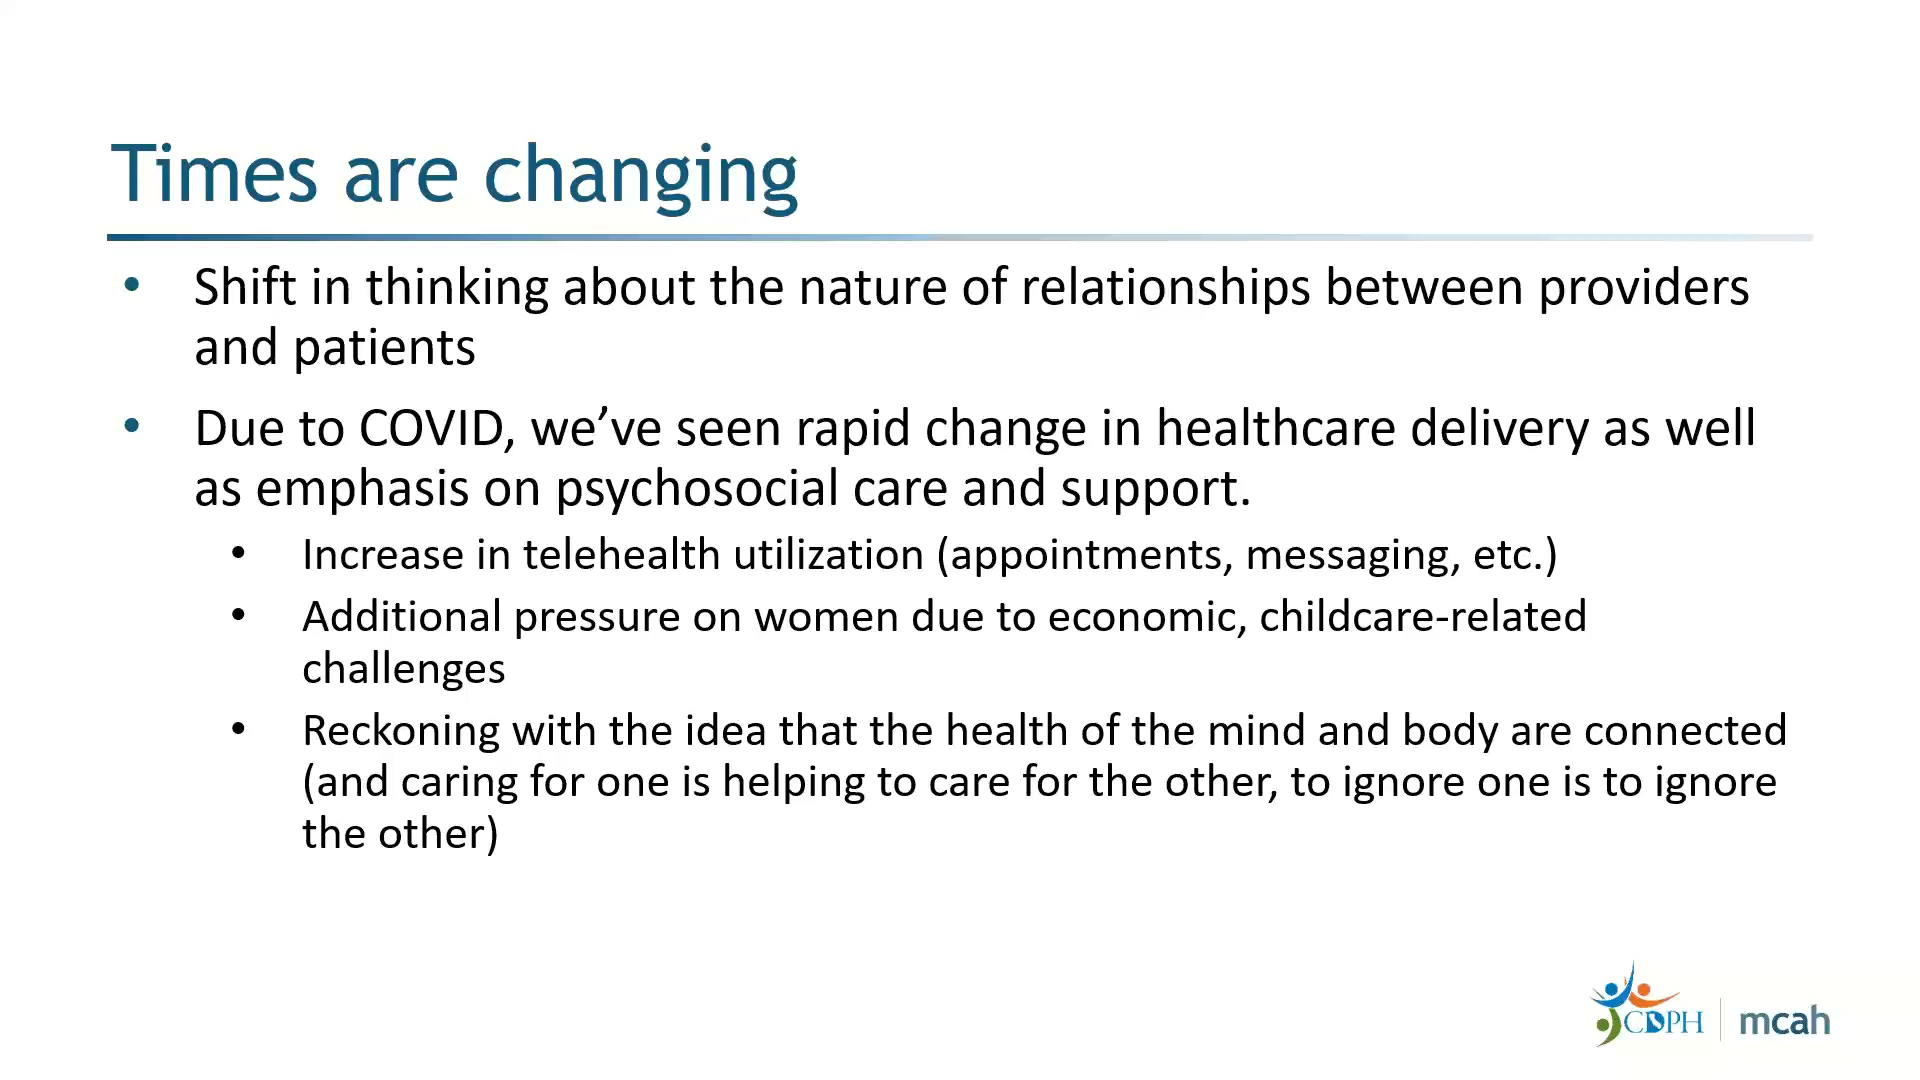 Times are changing
• Shift in thinking about the nature of relationships between providers
and patients
• Due to COVID, we’ve seen rapid change in healthcare delivery as well
as emphasis on psychosocial care and support.
• Increase in telehealth utilization (appointments, messaging, etc.)
• Additional pressure on women due to economic, childcare-related
challenges
• Reckoning with the idea that the health of the mind and body are connected
(and caring for one is helping to care for the other, to ignore one is to ignore
the other)
CDPH | mcah